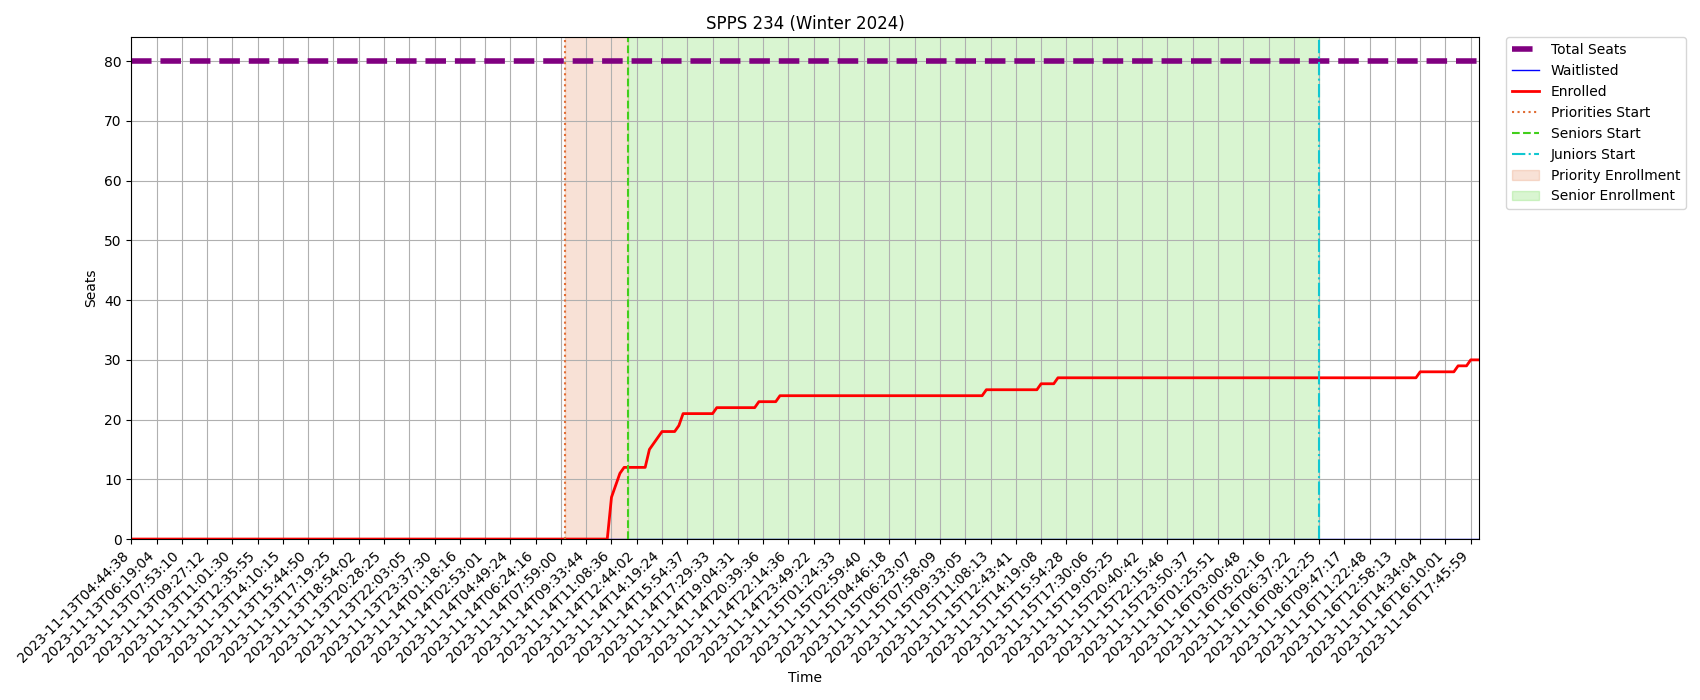 SPPS 234 (Winter 2024)
Seats
80
70
60
50
40
30
20
10
0
2023-11-13T04:44:38
2023-11-13T06:19:04
2023-11-13T07:53:10
2023-11-13T09:27:12
2023-11-13T11:01:30
2023-11-13T12:35:55
2023-11-13T14:10:15
2023-11-13T15:44:50
2023-11-13T17:19:25
2023-11-13T18:54:02
2023-11-13T20:28:25
2023-11-13T22:03:05
2023-11-13T23:37:30
2023-11-14T01:18:16
2023-11-14T02:53:01
2023-11-14T04:49:24
2023-11-14T06:24:16
2023-11-14T07:59:00
2023-11-14T09:33:44
2023-11-14T11:08:36
2023-11-14T12:44:02
2023-11-14T14:19:24
2023-11-14T15:54:37
2023-11-14T17:29:33
2023-11-14T19:04:31
2023-11-14T20:39:36
2023-11-14T22:14:36
2023-11-14T23:49:22
2023-11-15T01:24:33
2023-11-15T02:59:40
2023-11-15T04:46:18
2023-11-15T06:23:07
2023-11-15T07:58:09
2023-11-15T09:33:05
2023-11-15T11:08:13
2023-11-15T12:43:41
2023-11-15T14:19:08
2023-11-15T15:54:28
2023-11-15T17:30:06
2023-11-15T19:05:25
2023-11-15T20:40:42
2023-11-15T22:15:46
2023-11-15T23:50:37
2023-11-16T01:25:51
2023-11-16T03:00:48
2023-11-16T05:02:16
2023-11-16T06:37:22
2023-11-16T08:12:25
2023-11-16T09:47:17
2023-11-16T11:22:48
2023-11-16T12:58:13
2023-11-16T14:34:04
2023-11-16T16:10:01
2023-11-16T17:45:59
Time
Total Seats
Waitlisted
Enrolled
Priorities Start
Seniors Start
Juniors Start
Priority Enrollment
Senior Enrollment